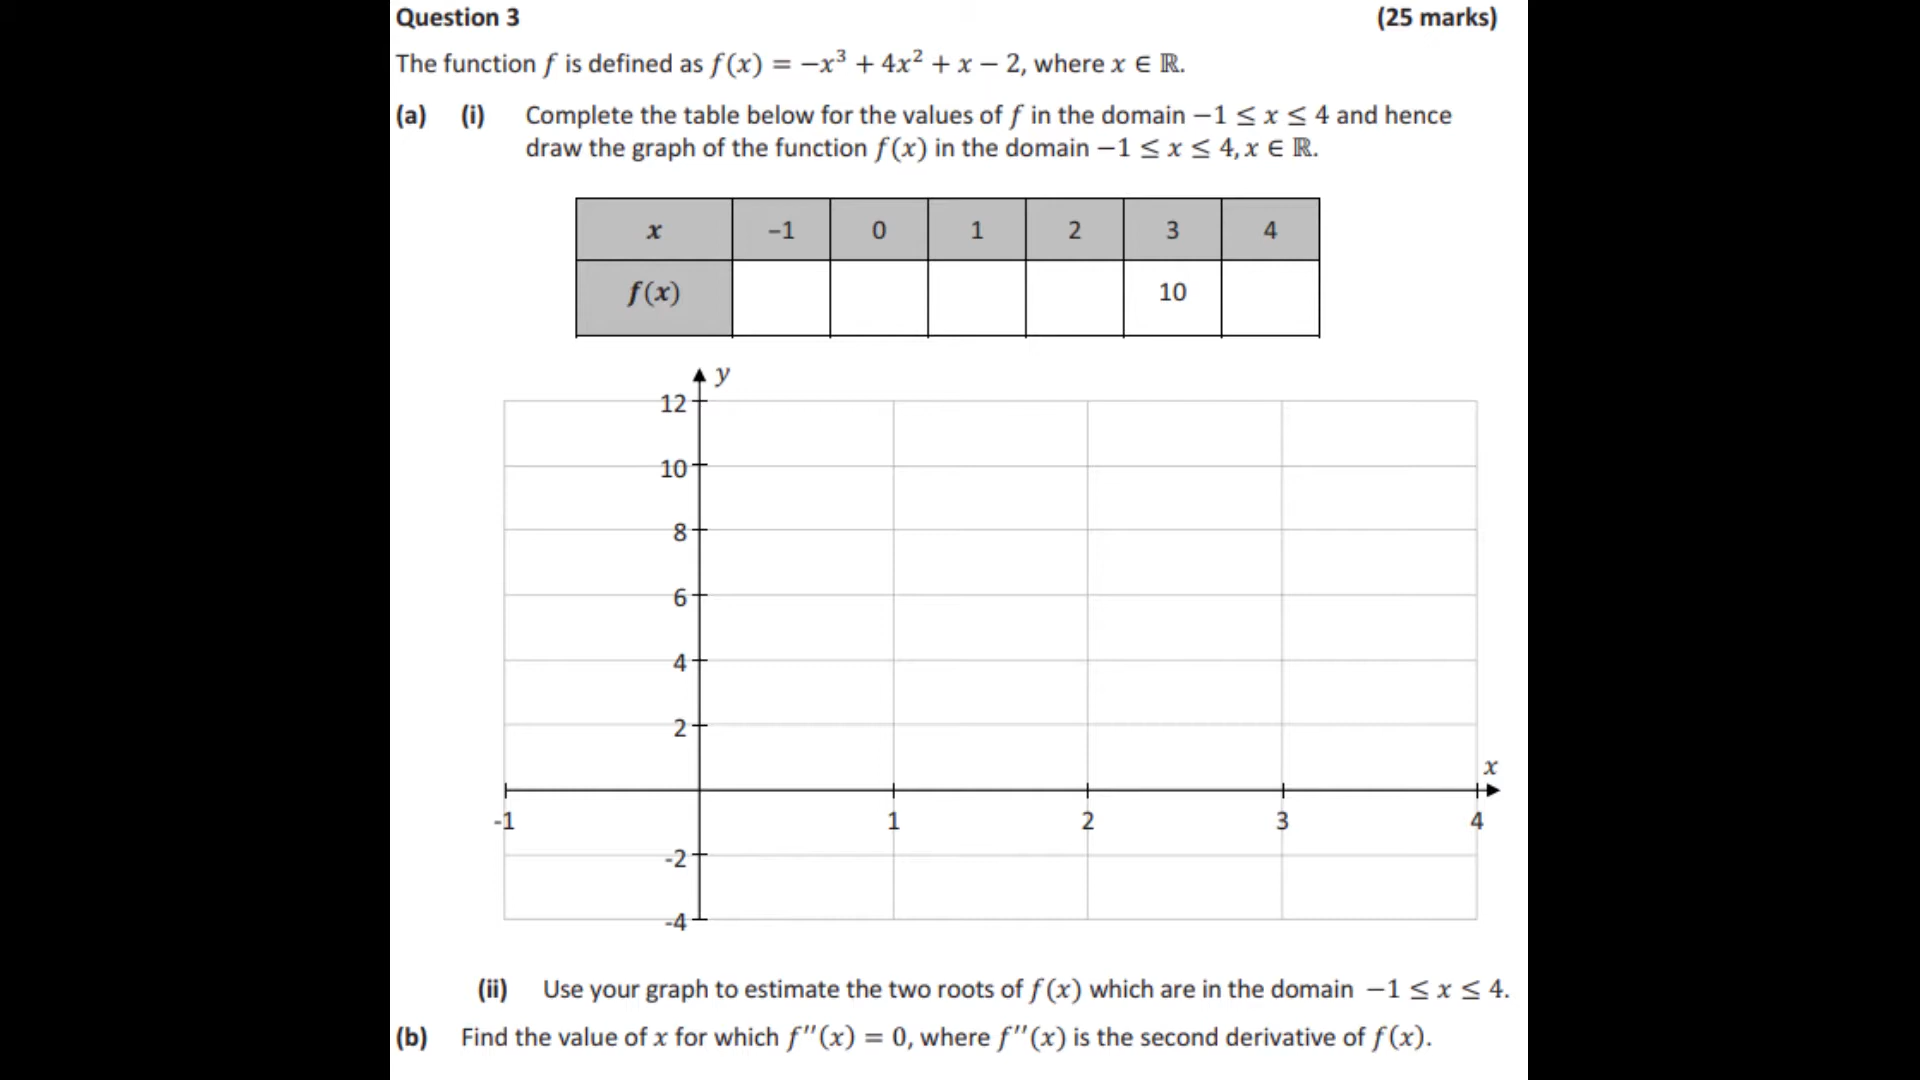 Question 3 (25 marks)
The function f is defined as f(x) = −x³ + 4x² + x − 2, where x ∈ ℝ.
(a) (i) Complete the table below for the values of f in the domain −1 ≤ x ≤ 4 and hence
draw the graph of the function f(x) in the domain −1 ≤ x ≤ 4, x ∈ ℝ.
x −1 0 1 2 3 4
f(x) 10
y
12
10
8
6
4
2
x
-1 1 2 3 4
-2
-4
(ii) Use your graph to estimate the two roots of f(x) which are in the domain −1 ≤ x ≤ 4.
(b) Find the value of x for which f′′(x) = 0, where f′′(x) is the second derivative of f(x).